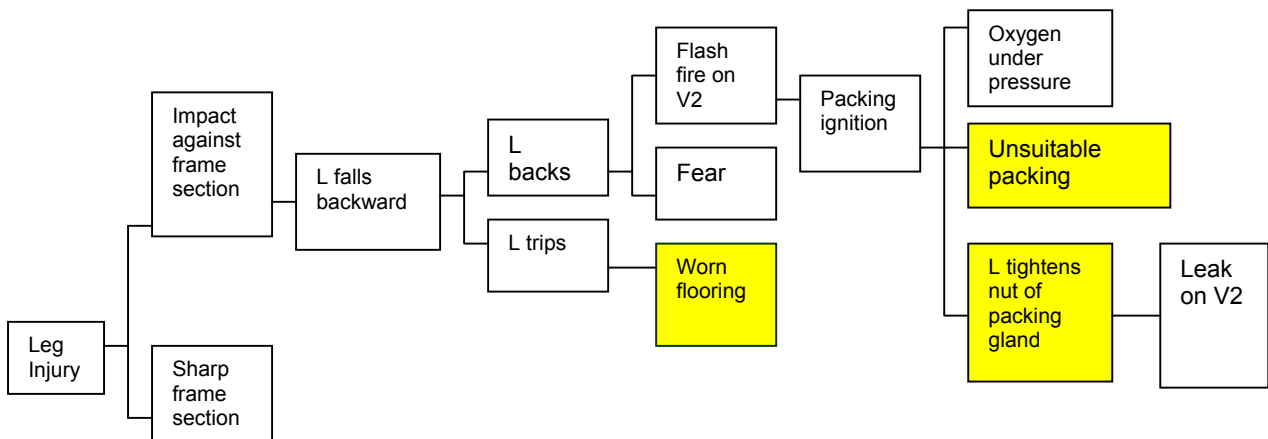 Leg
Injury
Impact
against
frame
section
Sharp
frame
section
L falls
backward
L
backs
L trips
Flash
fire on
V2
Fear
Worn
flooring
Packing
ignition
Oxygen
under
pressure
Unsuitable
packing
L tightens
nut of
packing
gland
Leak
on V2